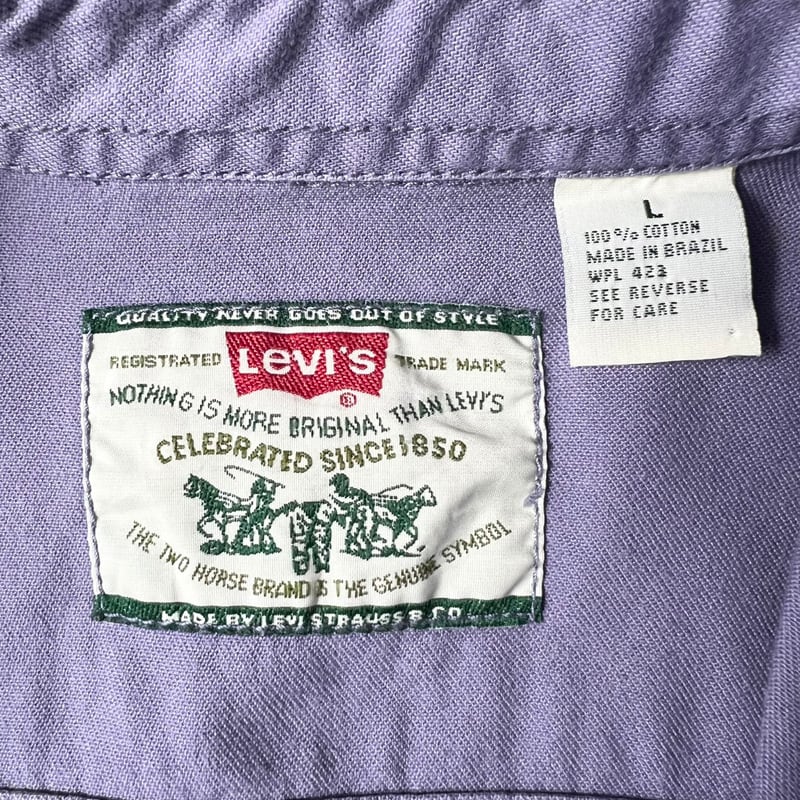 L
100% COTTON
MADE IN BRAZIL
WPL 423
SEE REVERSE
FOR CARE
QUALITY NEVER GOES OUT OF STYLE
REGISTRATED LEVI'S TRADE MARK
®
NOTHING IS MORE ORIGINAL THAN LEVI'S
CELEBRATED SINCE 1850
THE TWO HORSE BRAND IS THE GENUINE SYMBOL
MADE BY LEVI STRAUSS & CO